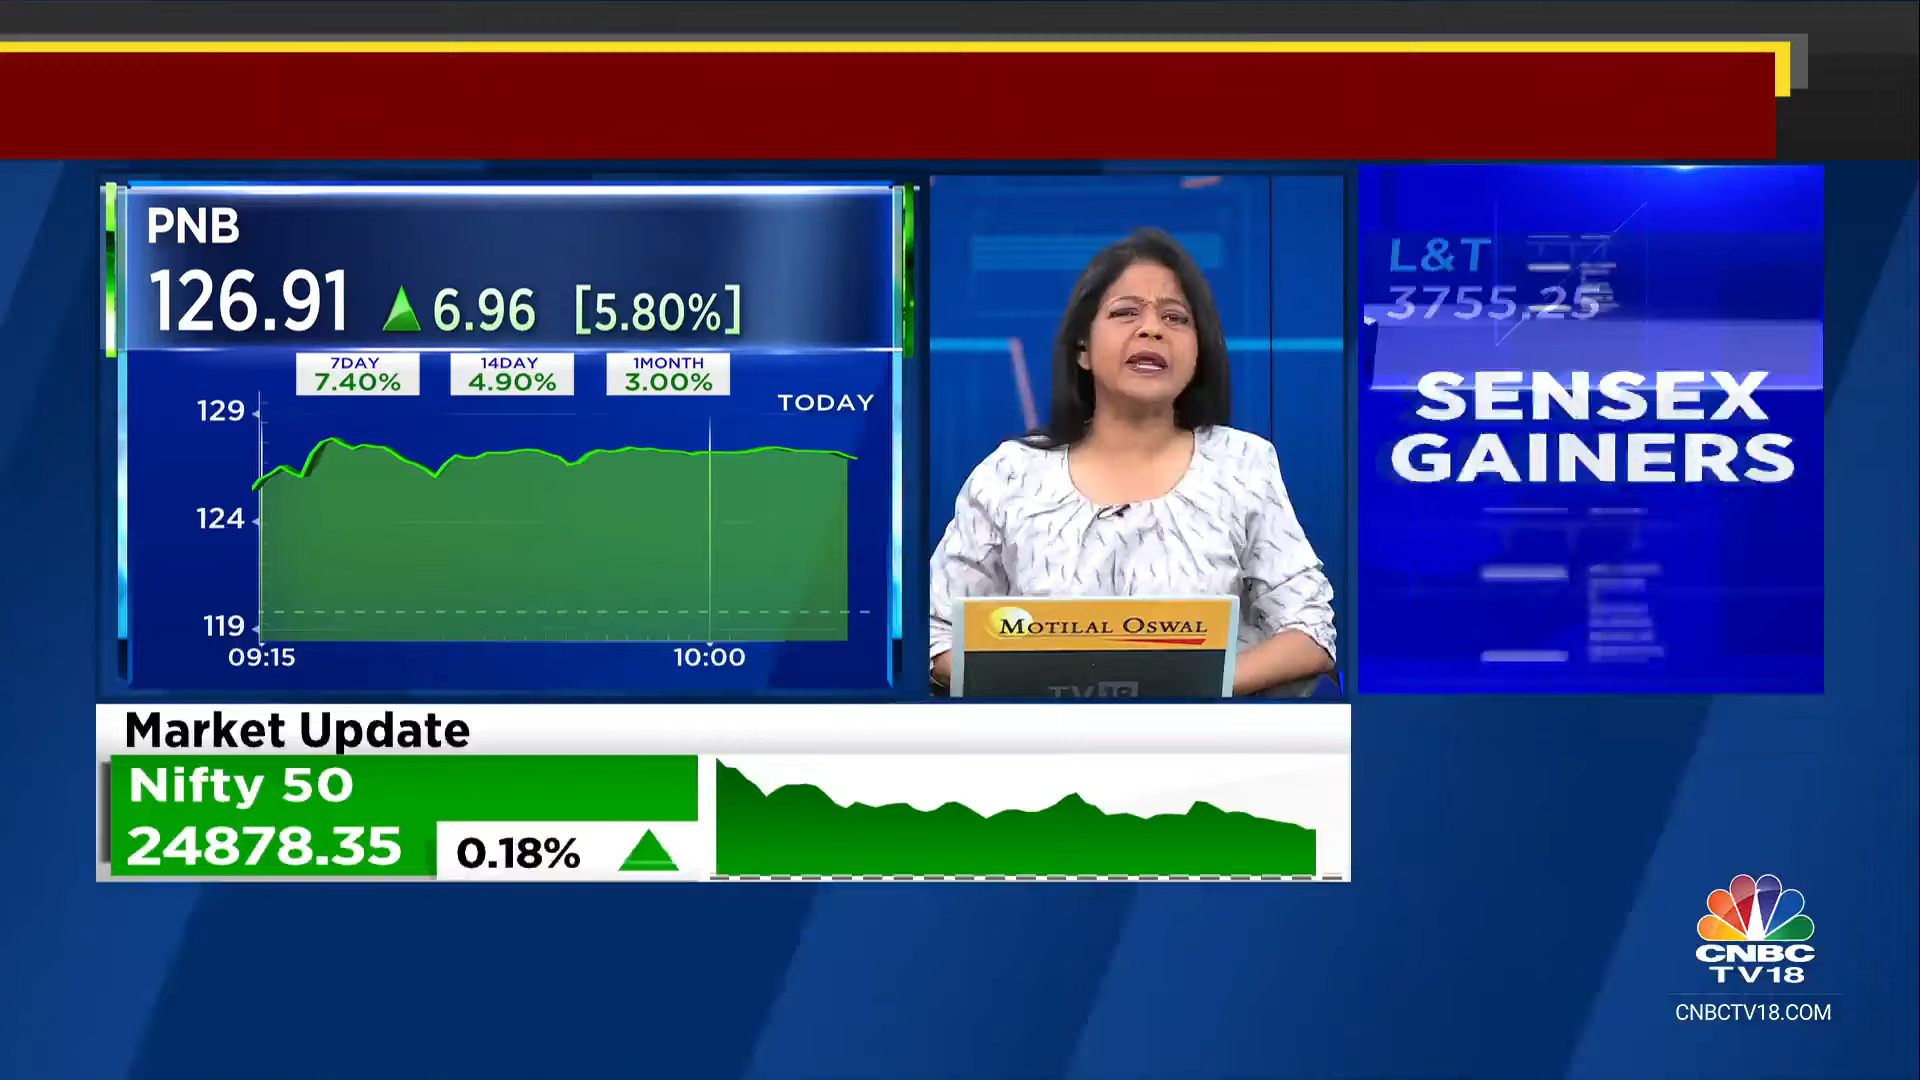 PNB
126.91 6.96 [5.80%]
7DAY 14DAY 1MONTH
7.40% 4.90% 3.00%
TODAY
129
124
119
09:15 10:00
MOTILAL OSWAL
TV18
L&T
3755.25
SENSEX
GAINERS
Market Update
Nifty 50
24878.35 0.18%
CNBC
TV18
CNBCTV18.COM